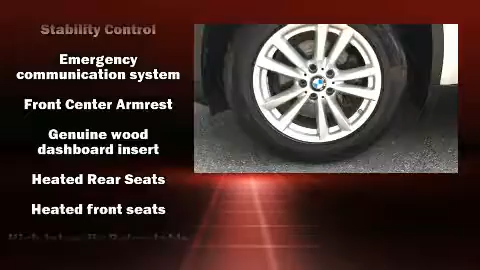 Stability Control
Emergency
communication system
Front Center Armrest
Genuine wood
dashboard insert
Heated Rear Seats
Heated front seats